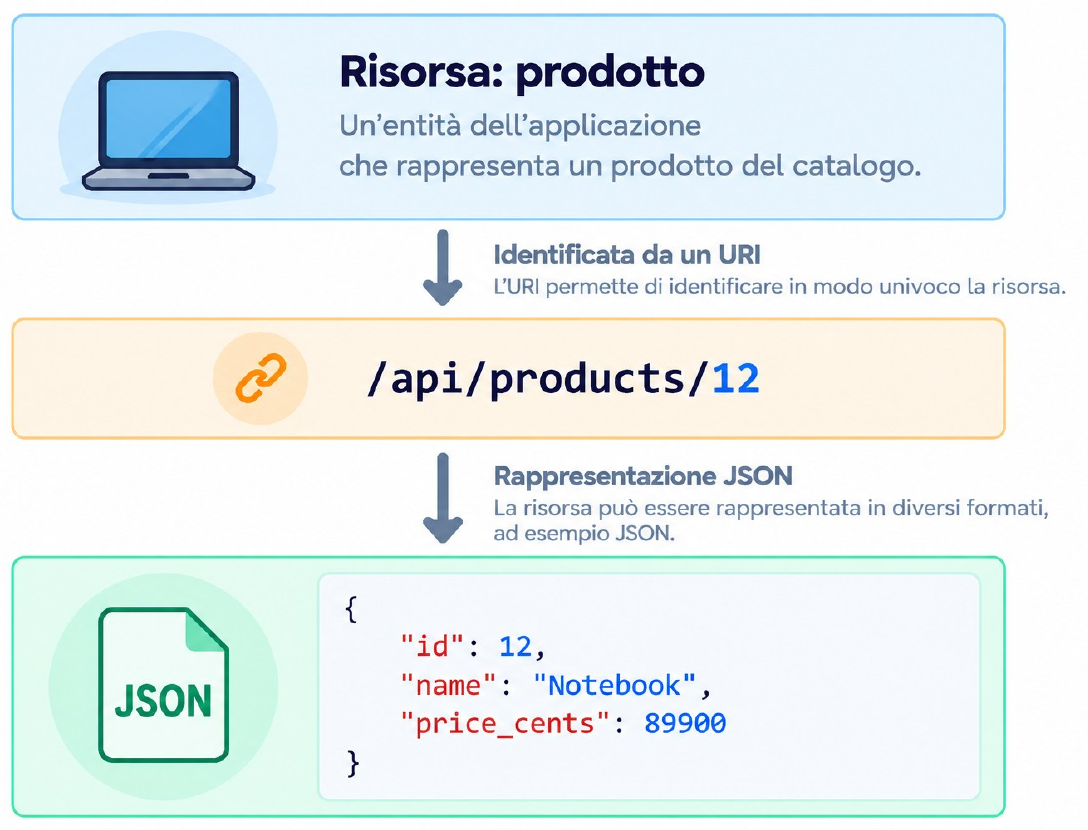 Risorsa: prodotto
Un’entità dell’applicazione
che rappresenta un prodotto del catalogo.
Identificata da un URI
L’URI permette di identificare in modo univoco la risorsa.
/api/products/12
Rappresentazione JSON
La risorsa può essere rappresentata in diversi formati,
ad esempio JSON.
JSON
{
"id": 12,
"name": "Notebook",
"price_cents": 89900
}